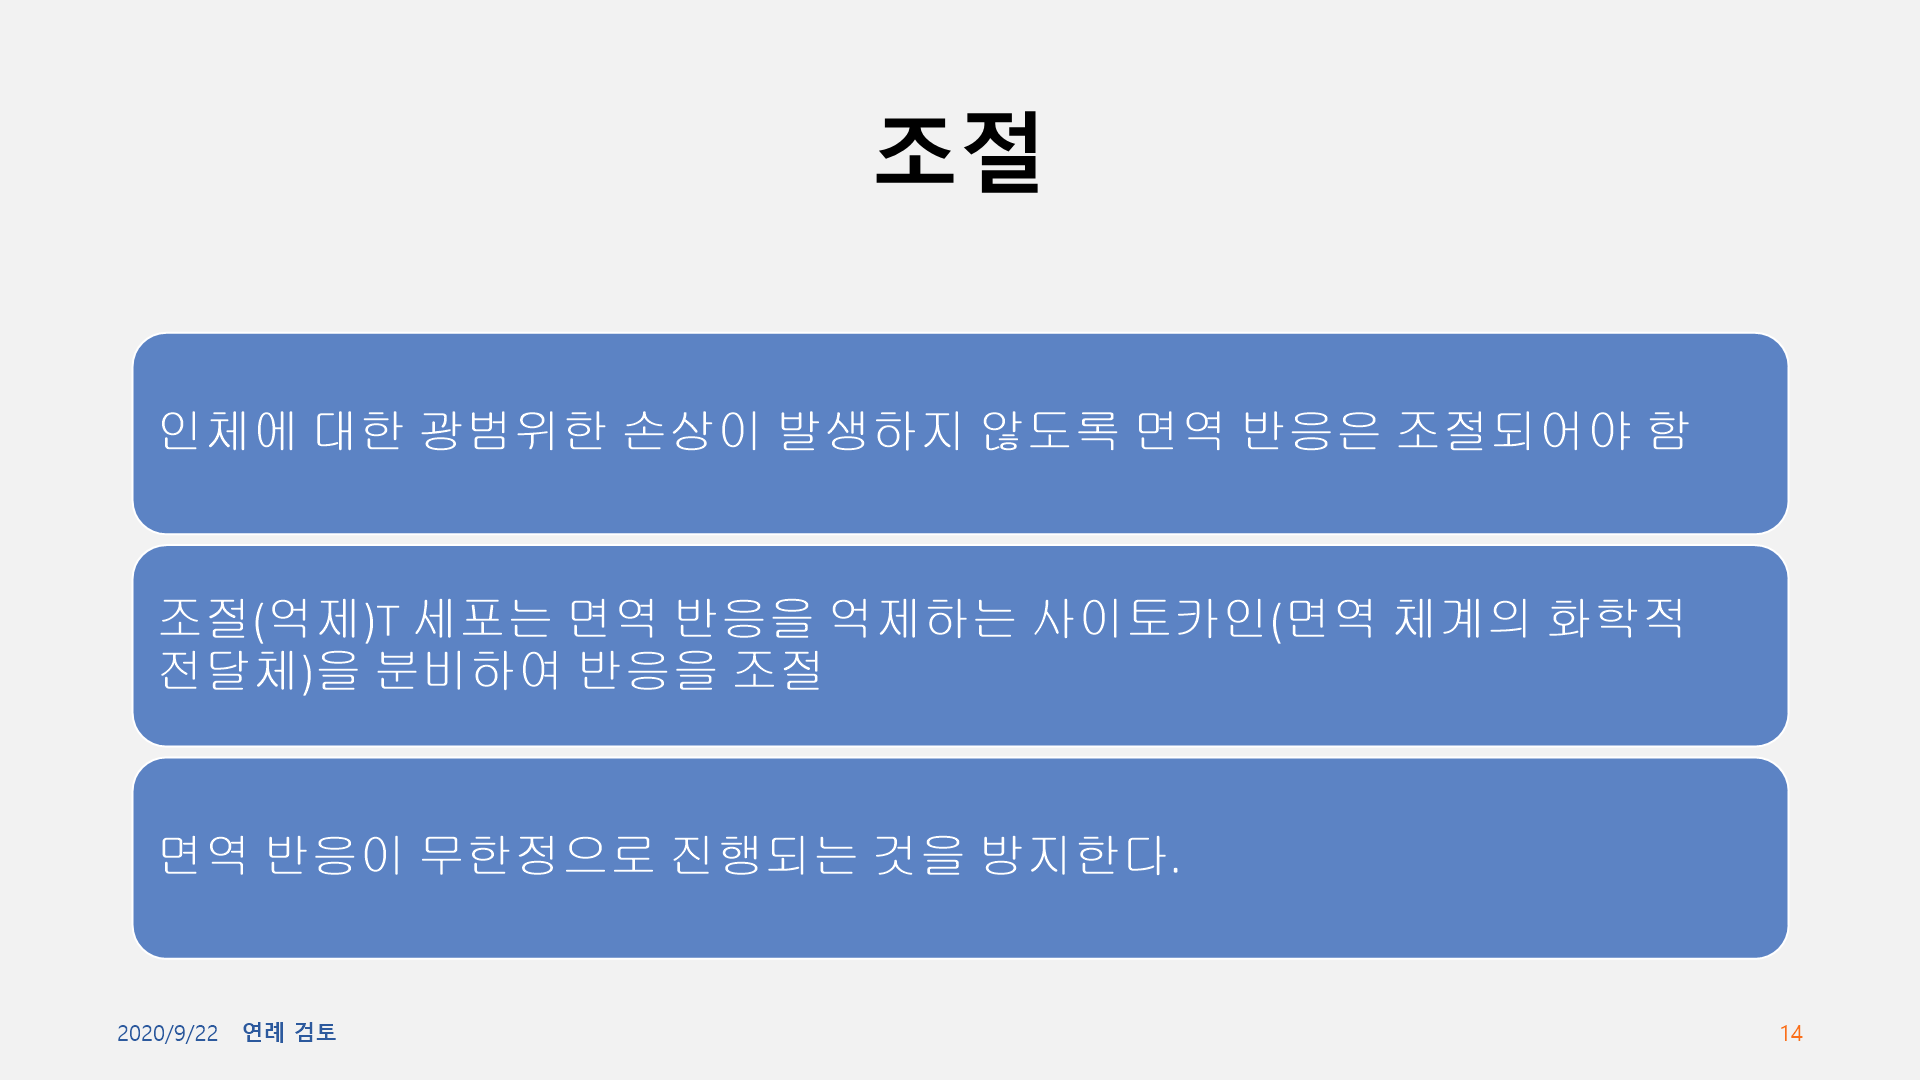 조절
인체에 대한 광범위한 손상이 발생하지 않도록 면역 반응은 조절되어야 함
조절(억제)T 세포는 면역 반응을 억제하는 사이토카인(면역 체계의 화학적
전달체)을 분비하여 반응을 조절
면역 반응이 무한정으로 진행되는 것을 방지한다.
2020/9/22 연례 검토
14